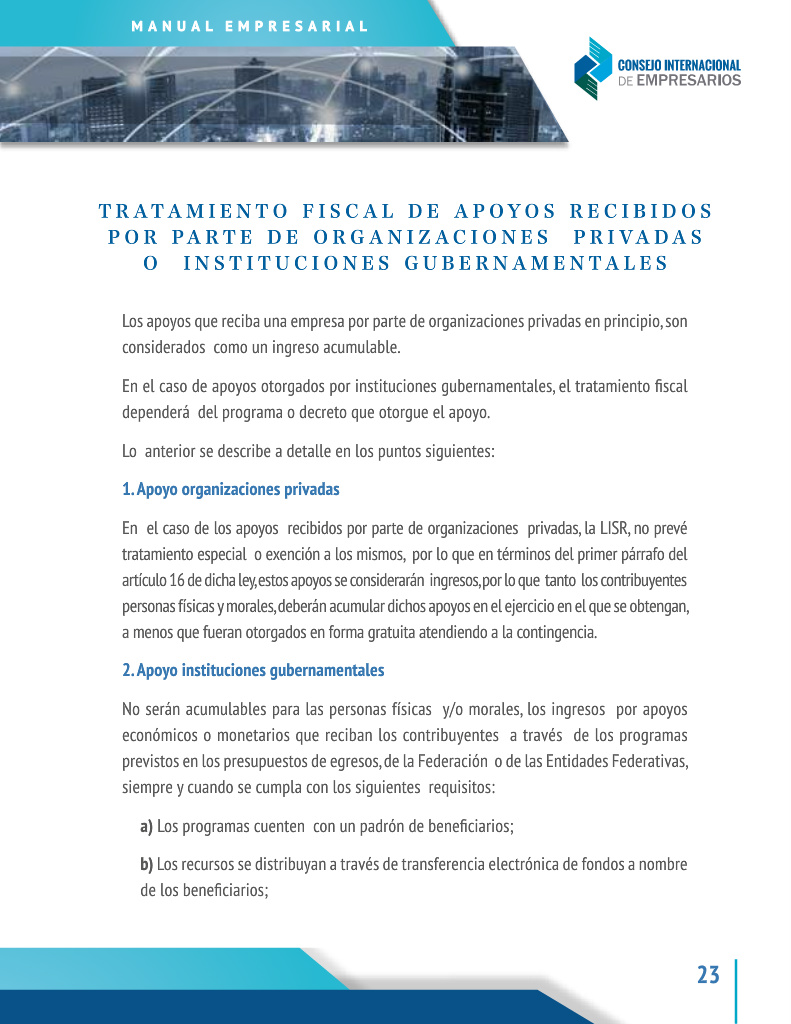 MANUAL EMPRESARIAL
CONSEJO INTERNACIONAL
DE EMPRESARIOS
TRATAMIENTO FISCAL DE APOYOS RECIBIDOS
POR PARTE DE ORGANIZACIONES PRIVADAS
O INSTITUCIONES GUBERNAMENTALES
Los apoyos que reciba una empresa por parte de organizaciones privadas en principio, son
considerados como un ingreso acumulable.
En el caso de apoyos otorgados por instituciones gubernamentales, el tratamiento fiscal
dependerá del programa o decreto que otorgue el apoyo.
Lo anterior se describe a detalle en los puntos siguientes:
1. Apoyo organizaciones privadas
En el caso de los apoyos recibidos por parte de organizaciones privadas, la LISR, no prevé
tratamiento especial o exención a los mismos, por lo que en términos del primer párrafo del
artículo 16 de dicha ley, estos apoyos se considerarán ingresos, por lo que tanto los contribuyentes
personas físicas y morales, deberán acumular dichos apoyos en el ejercicio en el que se obtengan,
a menos que fueran otorgados en forma gratuita atendiendo a la contingencia.
2. Apoyo instituciones gubernamentales
No serán acumulables para las personas físicas y/o morales, los ingresos por apoyos
económicos o monetarios que reciban los contribuyentes a través de los programas
previstos en los presupuestos de egresos, de la Federación o de las Entidades Federativas,
siempre y cuando se cumpla con los siguientes requisitos:
a) Los programas cuenten con un padrón de beneficiarios;
b) Los recursos se distribuyan a través de transferencia electrónica de fondos a nombre
de los beneficiarios;
23